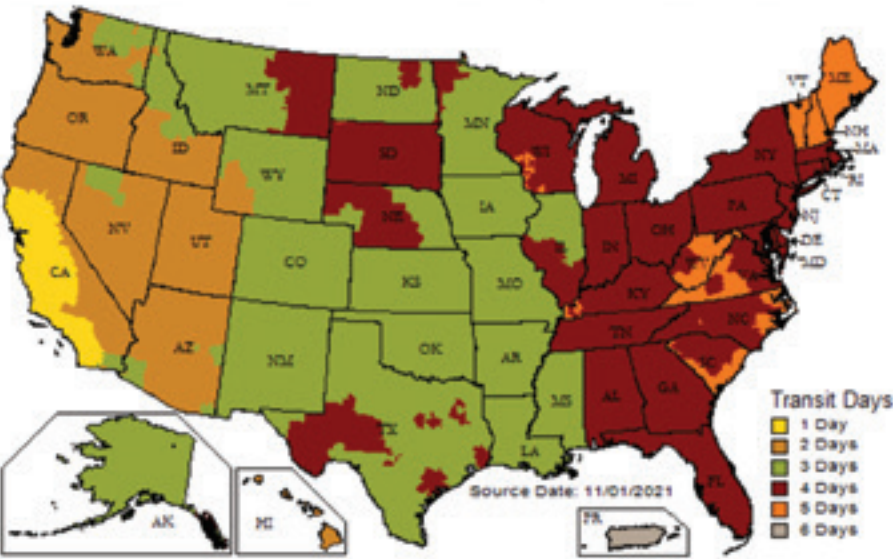 WA
MT
ND
MN
OR
ID
SD
WI
MI
NY
VT
ME
NH
MA
RI
CT
NJ
DE
MD
WY
NE
IA
PA
NV
UT
CO
KS
MO
IN
OH
WV
VA
CA
KY
AZ
NM
OK
AR
TN
NC
SC
TX
LA
MS
AL
GA
FL
AK
HI
PR
Source Date: 11/01/2021
Transit Days
1 Day
2 Days
3 Days
4 Days
5 Days
6 Days